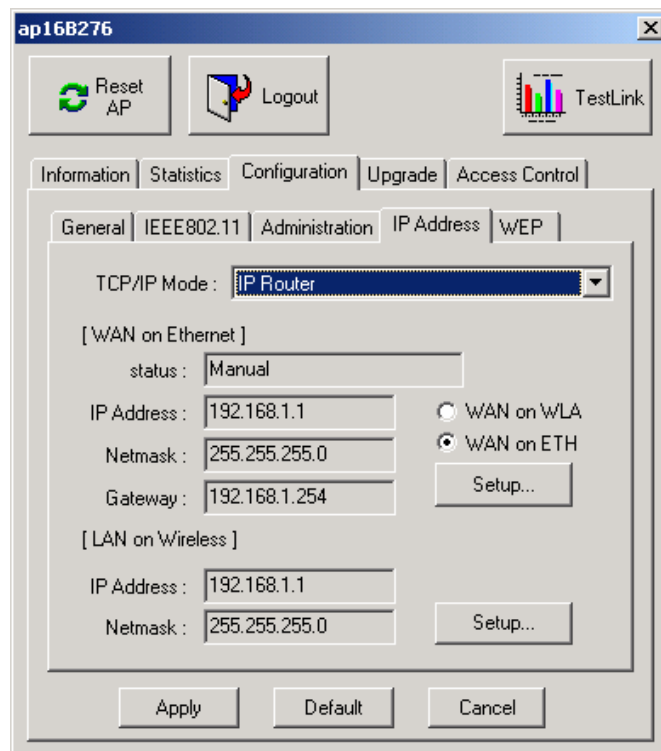 ap16B276
Reset AP
Logout
TestLink
Information Statistics Configuration Upgrade Access Control
General IEEE802.11 Administration IP Address WEP
TCP/IP Mode : IP Router
[ WAN on Ethernet ]
status : Manual
IP Address : 192.168.1.1
WAN on WLA
Netmask : 255.255.255.0
WAN on ETH
Gateway : 192.168.1.254
Setup...
[ LAN on Wireless ]
IP Address : 192.168.1.1
Netmask : 255.255.255.0
Setup...
Apply Default Cancel